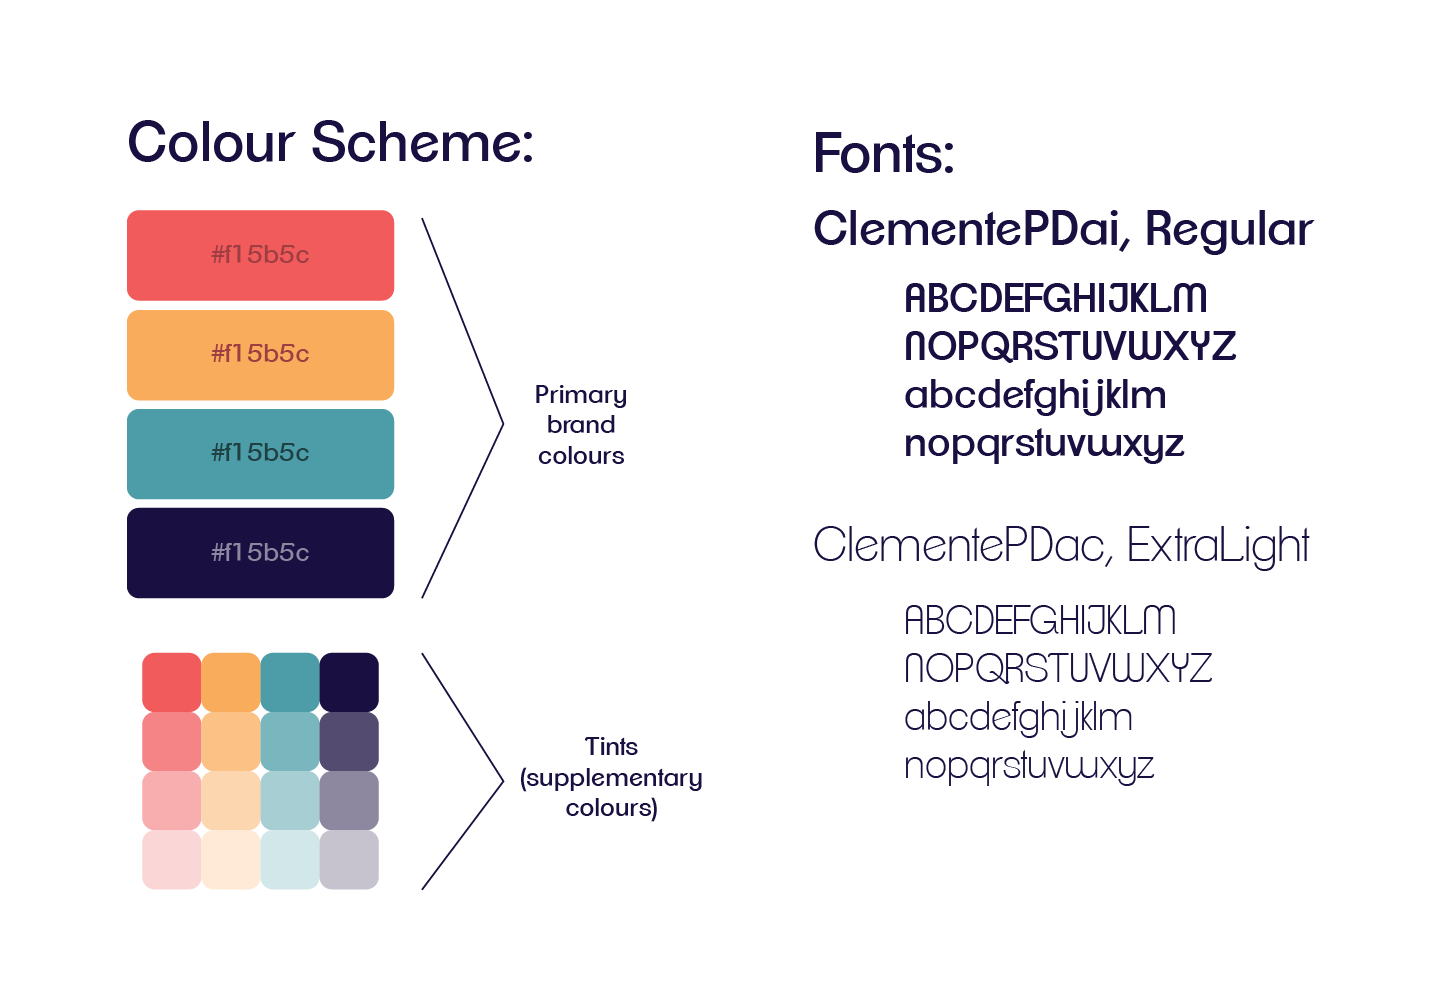 Colour Scheme:
#f15b5c
#f15b5c
#f15b5c
#f15b5c
Primary
brand
colours
Tints
(supplementary
colours)
Fonts:
ClementePDai, Regular
ABCDEFGHIJKLM
NOPQRSTUVWXYZ
abcdefghijklm
nopqrstuvwxyz
ClementePDac, ExtraLight
ABCDEFGHIJKLM
NOPQRSTUVWXYZ
abcdefghijklm
nopqrstuvwxyz